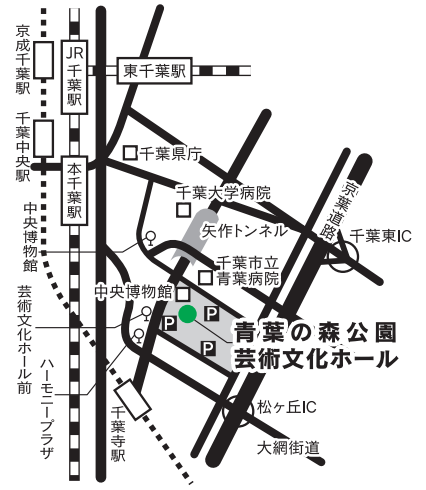 京成千葉駅
JR
千葉駅
東千葉駅
千葉中央駅
本千葉駅
千葉県庁
千葉大学病院
矢作トンネル
京葉道路
千葉東IC
中央博物館
千葉市立
青葉病院
中央博物館
芸術文化ホール前
P
P
P
青葉の森公園
芸術文化ホール
ハーモニープラザ
千葉寺駅
松ヶ丘IC
大網街道